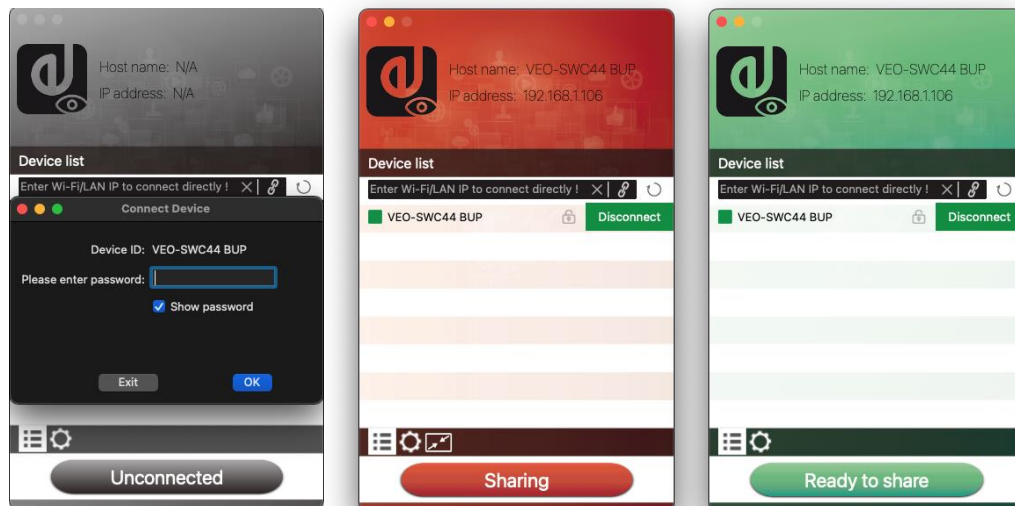 Host name: N/A
IP address: N/A
Device list
Enter Wi-Fi/LAN IP to connect directly !
Connect Device
Device ID: VEO-SWC44 BUP
Please enter password:
Show password
Exit
OK
Unconnected
Host name: VEO-SWC44 BUP
IP address: 192.168.1.106
Device list
Enter Wi-Fi/LAN IP to connect directly !
VEO-SWC44 BUP Disconnect
Sharing
Host name: VEO-SWC44 BUP
IP address: 192.168.1.106
Device list
Enter Wi-Fi/LAN IP to connect directly !
VEO-SWC44 BUP Disconnect
Ready to share